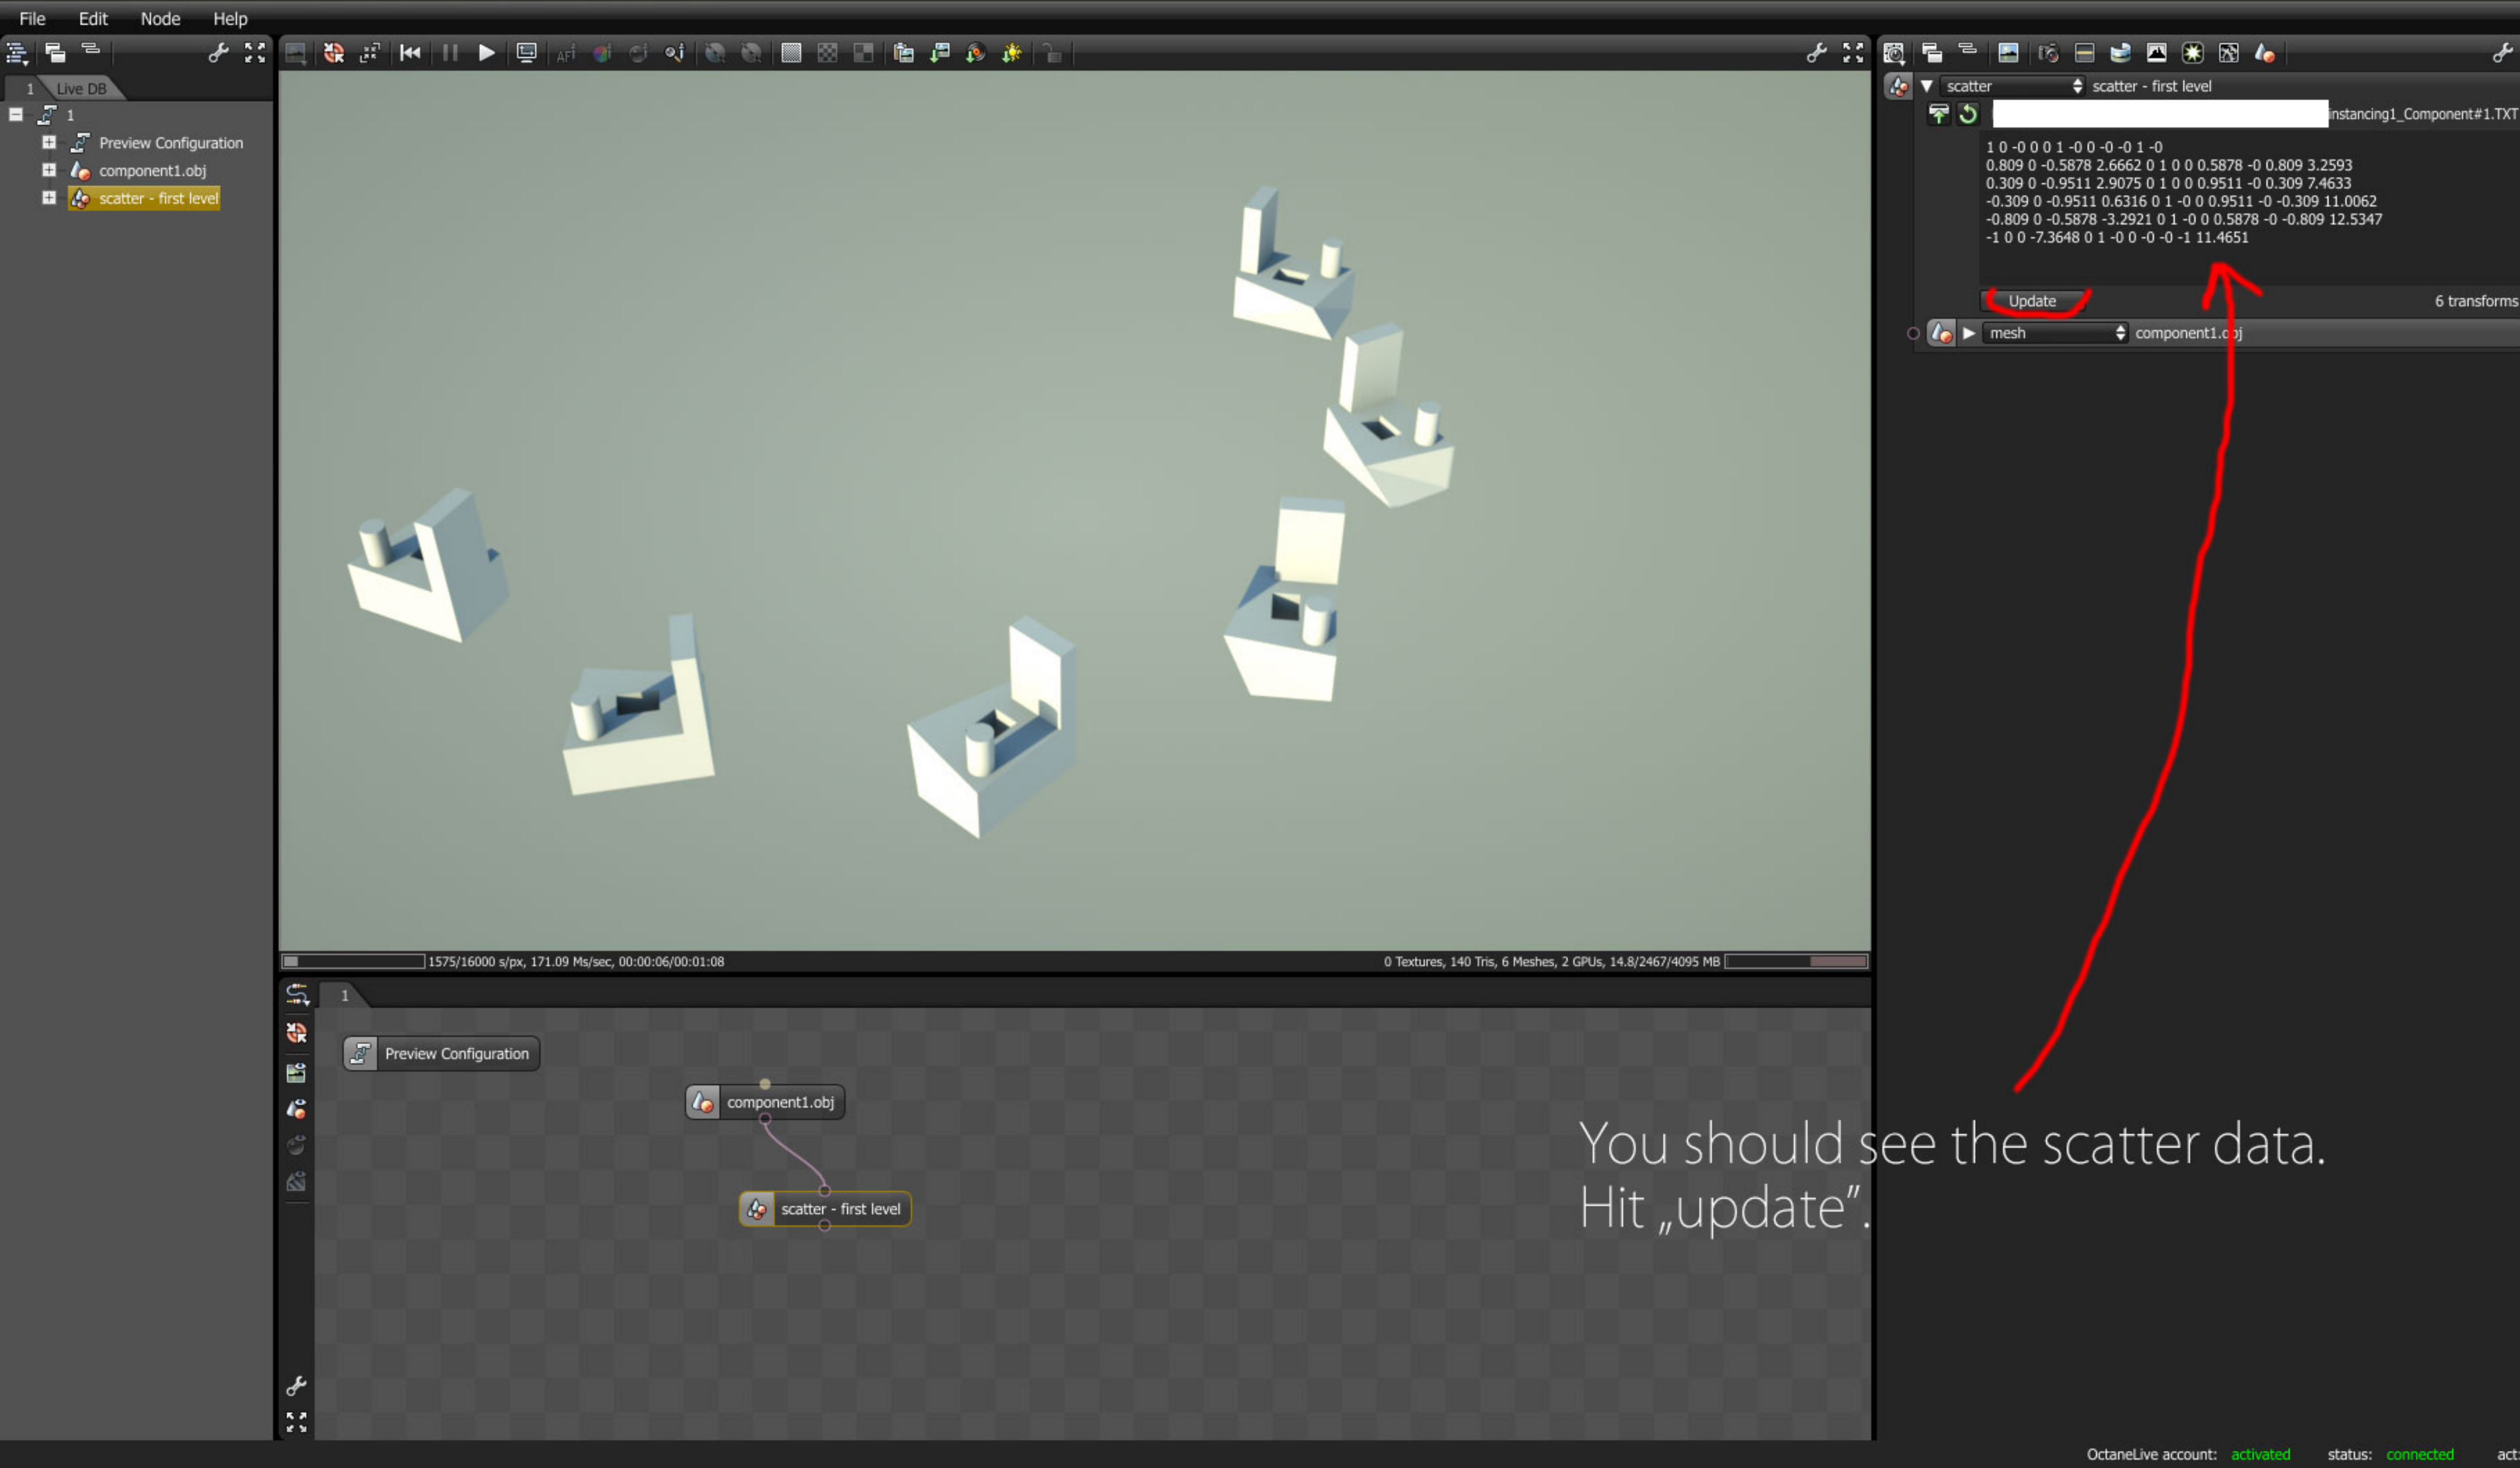 File Edit Node Help
1 Live DB
1
Preview Configuration
component1.obj
scatter - first level
AFi
scatter scatter - first level
instancing1_Component#1.TXT
1 0 -0 0 0 1 -0 0 -0 -0 1 -0
0.809 0 -0.5878 2.6662 0 1 0 0 0.5878 -0 0.809 3.2593
0.309 0 -0.9511 2.9075 0 1 0 0 0.9511 -0 0.309 7.4633
-0.309 0 -0.9511 0.6316 0 1 -0 0 0.9511 -0 -0.309 11.0062
-0.809 0 -0.5878 -3.2921 0 1 -0 0 0.5878 -0 -0.809 12.5347
-1 0 0 -7.3648 0 1 -0 0 -0 -0 -1 11.4651
Update 6 transforms
mesh component1.obj
1575/16000 s/px, 171.09 Ms/sec, 00:00:06/00:01:08
0 Textures, 140 Tris, 6 Meshes, 2 GPUs, 14.8/2467/4095 MB
1
Preview Configuration
component1.obj
scatter - first level
You should see the scatter data.
Hit „update”.
OctaneLive account: activated status: connected act: